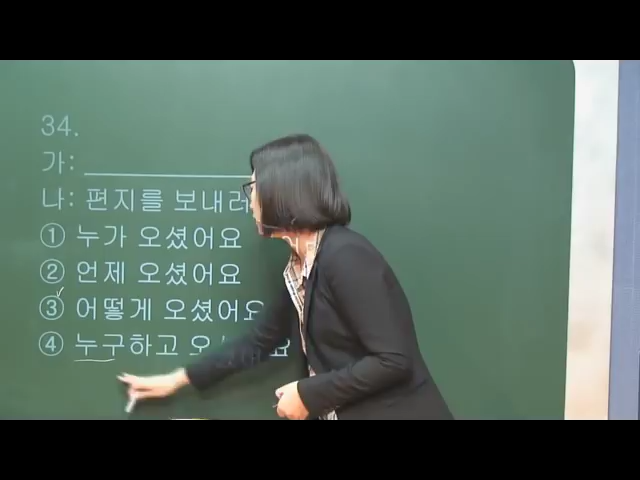 34.
가:
나: 편지를 보내러
① 누가 오셨어요
② 언제 오셨어요
③ 어떻게 오셨어요
④ 누구하고